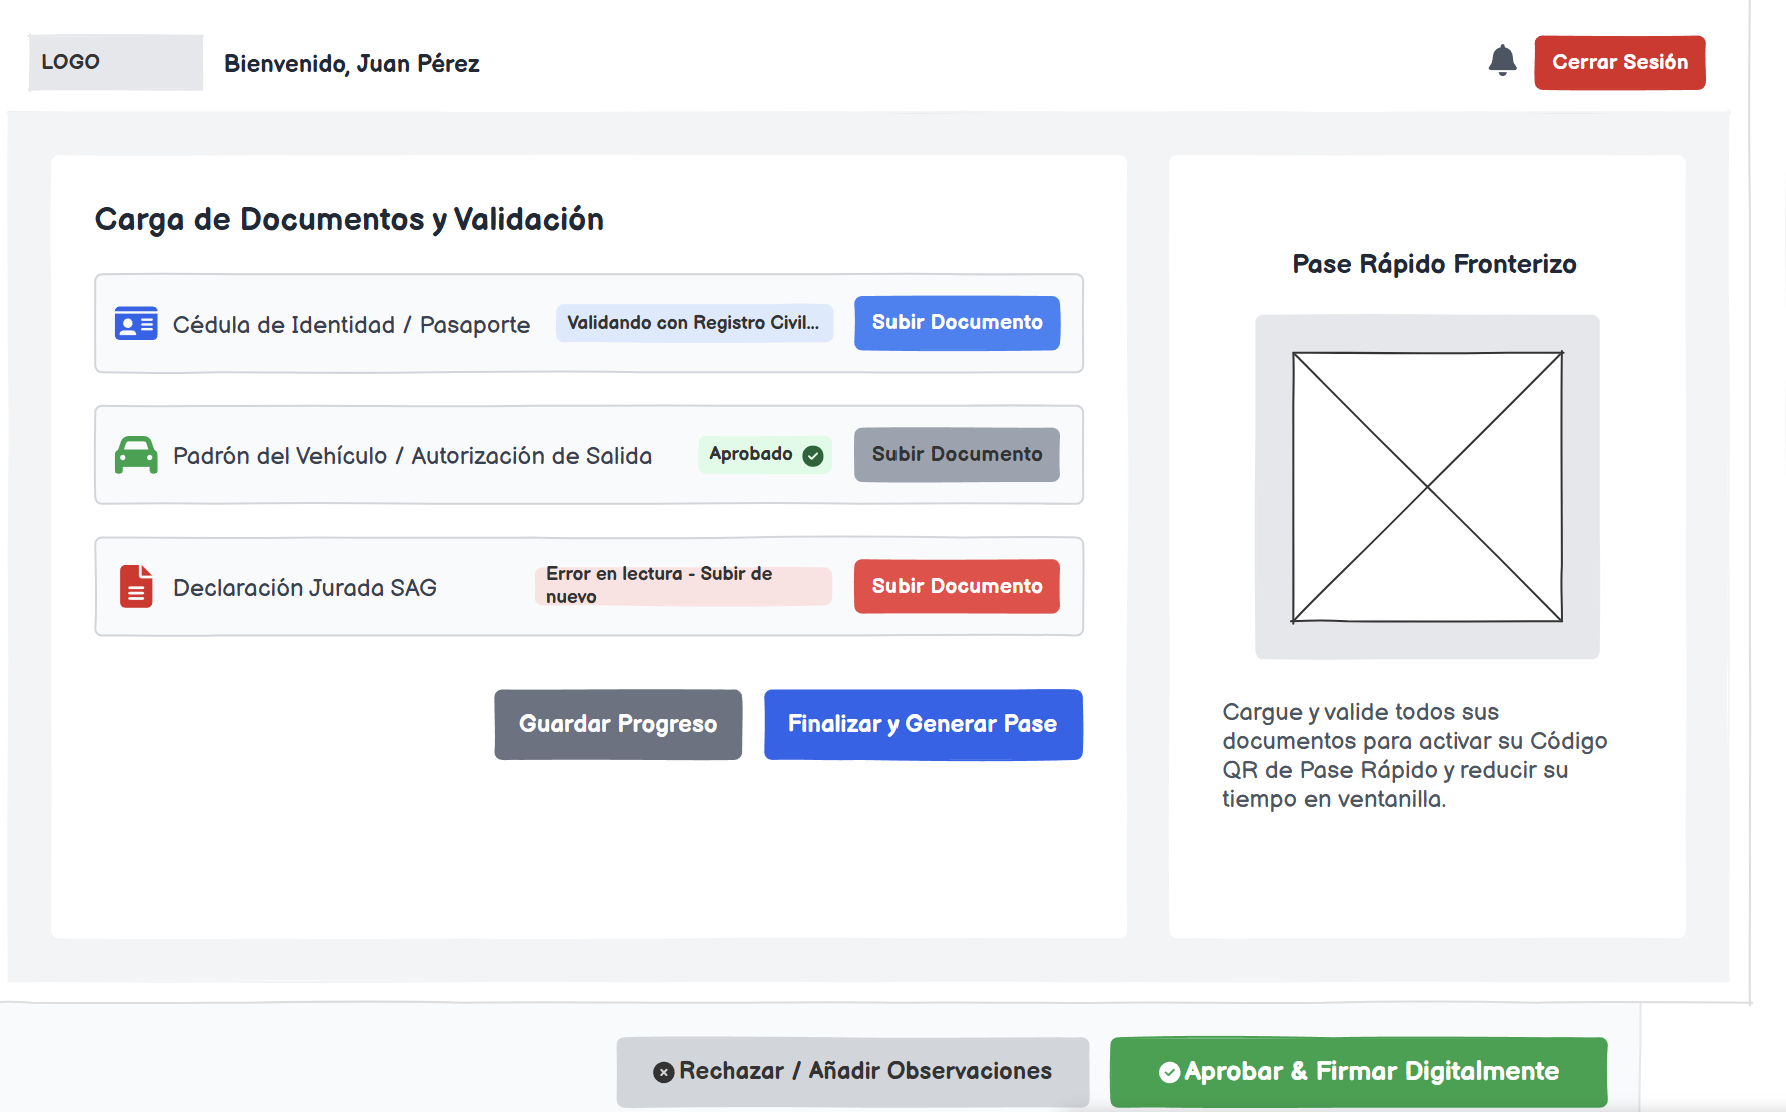 LOGO
Bienvenido, Juan Pérez
Cerrar Sesión
Carga de Documentos y Validación
Cédula de Identidad / Pasaporte
Validando con Registro Civil...
Subir Documento
Padrón del Vehículo / Autorización de Salida
Aprobado
Subir Documento
Declaración Jurada SAG
Error en lectura - Subir de
nuevo
Subir Documento
Guardar Progreso
Finalizar y Generar Pase
Pase Rápido Fronterizo
Cargue y valide todos sus
documentos para activar su Código
QR de Pase Rápido y reducir su
tiempo en ventanilla.
Rechazar / Añadir Observaciones
Aprobar & Firmar Digitalmente